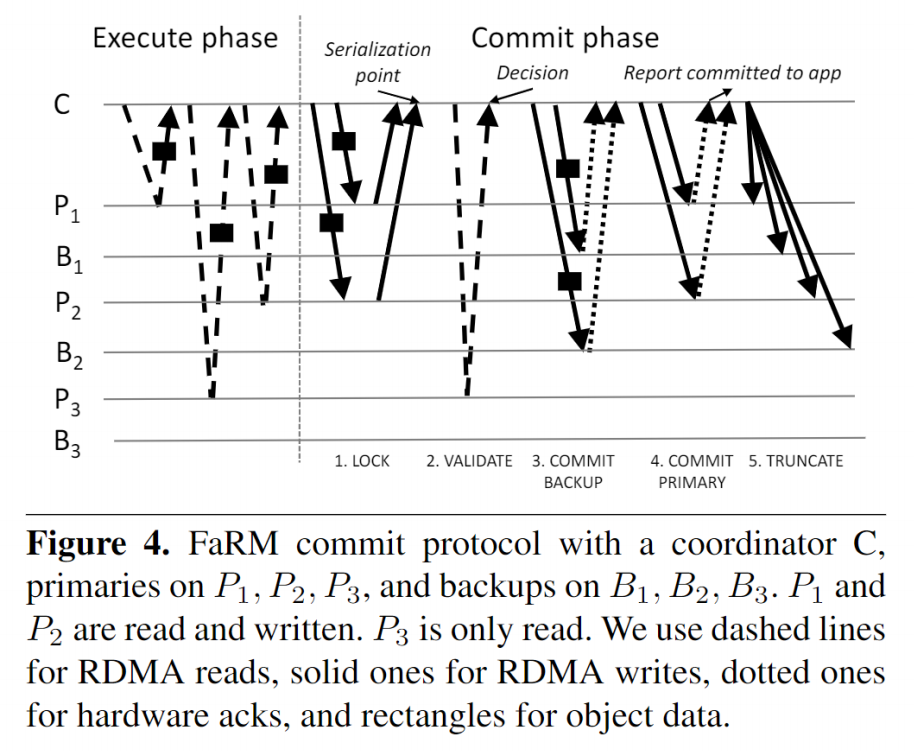 Execute phase
Commit phase
Serialization
point
Decision
Report committed to app
C
P1
B1
P2
B2
P3
B3
1. LOCK
2. VALIDATE
3. COMMIT
BACKUP
4. COMMIT
PRIMARY
5. TRUNCATE
Figure 4. FaRM commit protocol with a coordinator C,
primaries on P1, P2, P3, and backups on B1, B2, B3. P1 and
P2 are read and written. P3 is only read. We use dashed lines
for RDMA reads, solid ones for RDMA writes, dotted ones
for hardware acks, and rectangles for object data.